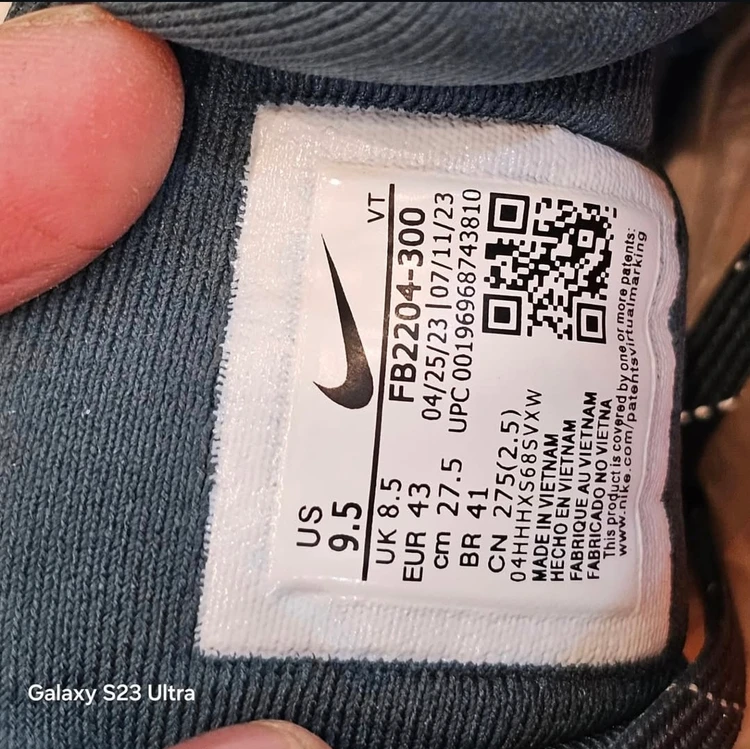 US
9.5
VT
UK 8.5
EUR 43
cm 27.5
BR 41
CN 275(2.5)
FB2204-300
04/25/23 | 07/11/23
UPC 00196968743810
04HHHXS68SVXW
MADE IN VIETNAM
HECHO EN VIETNAM
FABRIQUE AU VIETNAM
FABRICADO NO VIETNA
This product is covered by one or more patents:
www.nike.com/patentsvirtualmarking
Galaxy S23 Ultra